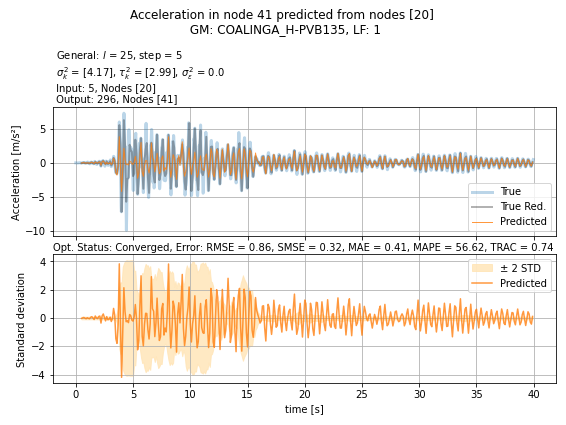 Acceleration in node 41 predicted from nodes [20]
GM: COALINGA_H-PVB135, LF: 1
General: l = 25, step = 5
σ²ₖ = [4.17], τ²ₖ = [2.99], σ²ε = 0.0
Input: 5, Nodes [20]
Output: 296, Nodes [41]
Acceleration [m/s²]
5
0
−5
−10
True
True Red.
Predicted
Opt. Status: Converged, Error: RMSE = 0.86, SMSE = 0.32, MAE = 0.41, MAPE = 56.62, TRAC = 0.74
Standard deviation
4
2
0
−2
−4
± 2 STD
Predicted
0 5 10 15 20 25 30 35 40
time [s]